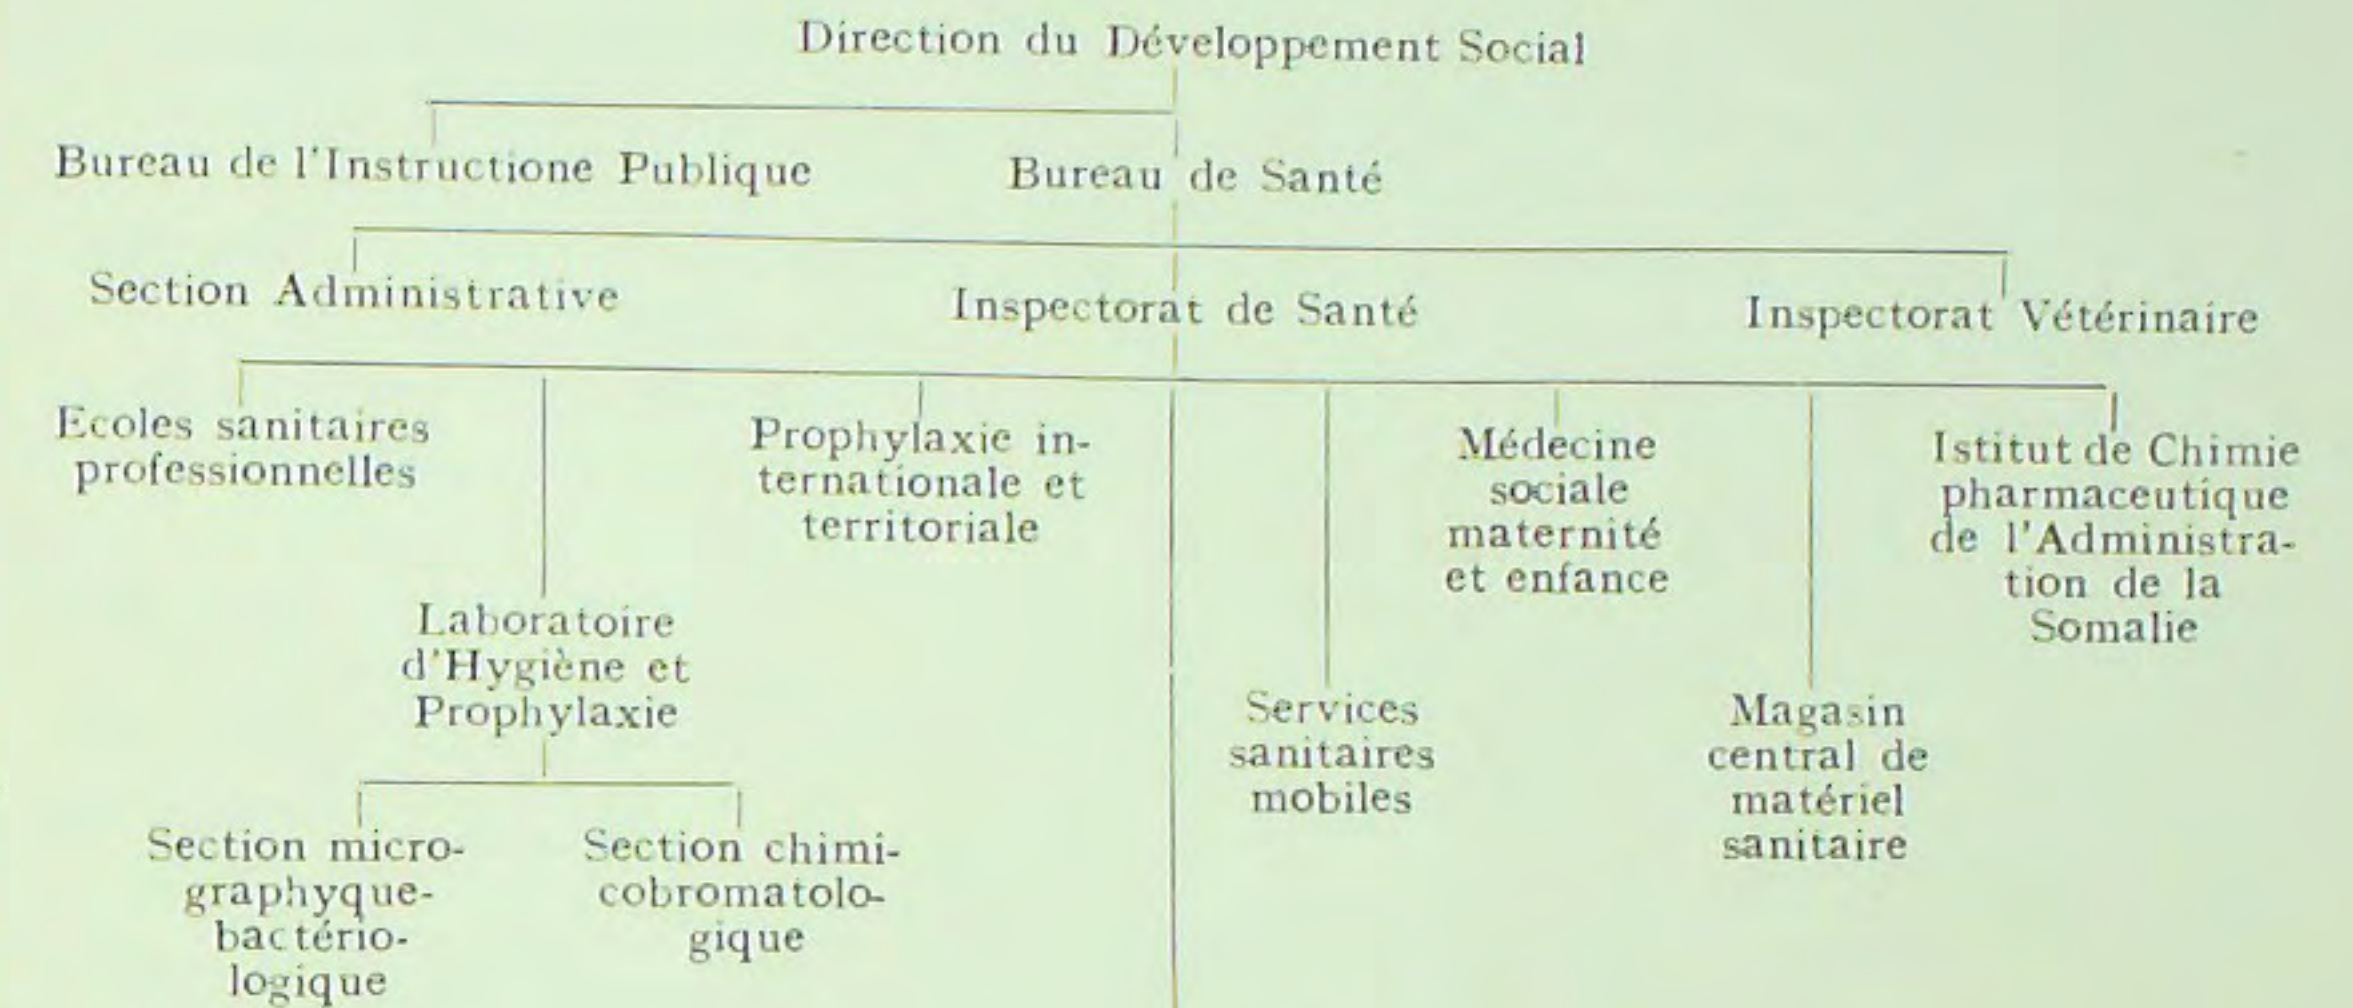 Direction du Développement Social
Bureau de l'Instructione Publique
Bureau de Santé
Section Administrative
Inspectorat de Santé
Inspectorat Vétérinaire
Ecoles sanitaires
professionnelles
Prophylaxie in-
ternationale et
territoriale
Médecine
sociale
maternité
et enfance
Istitut de Chimie
pharmaceutique
de l'Administra-
tion de la
Somalie
Laboratoire
d'Hygiène et
Prophylaxie
Services
sanitaires
mobiles
Magasin
central de
matériel
sanitaire
Section micro-
graphyque-
bactério-
logique
Section chimi-
cobromatolo-
gique